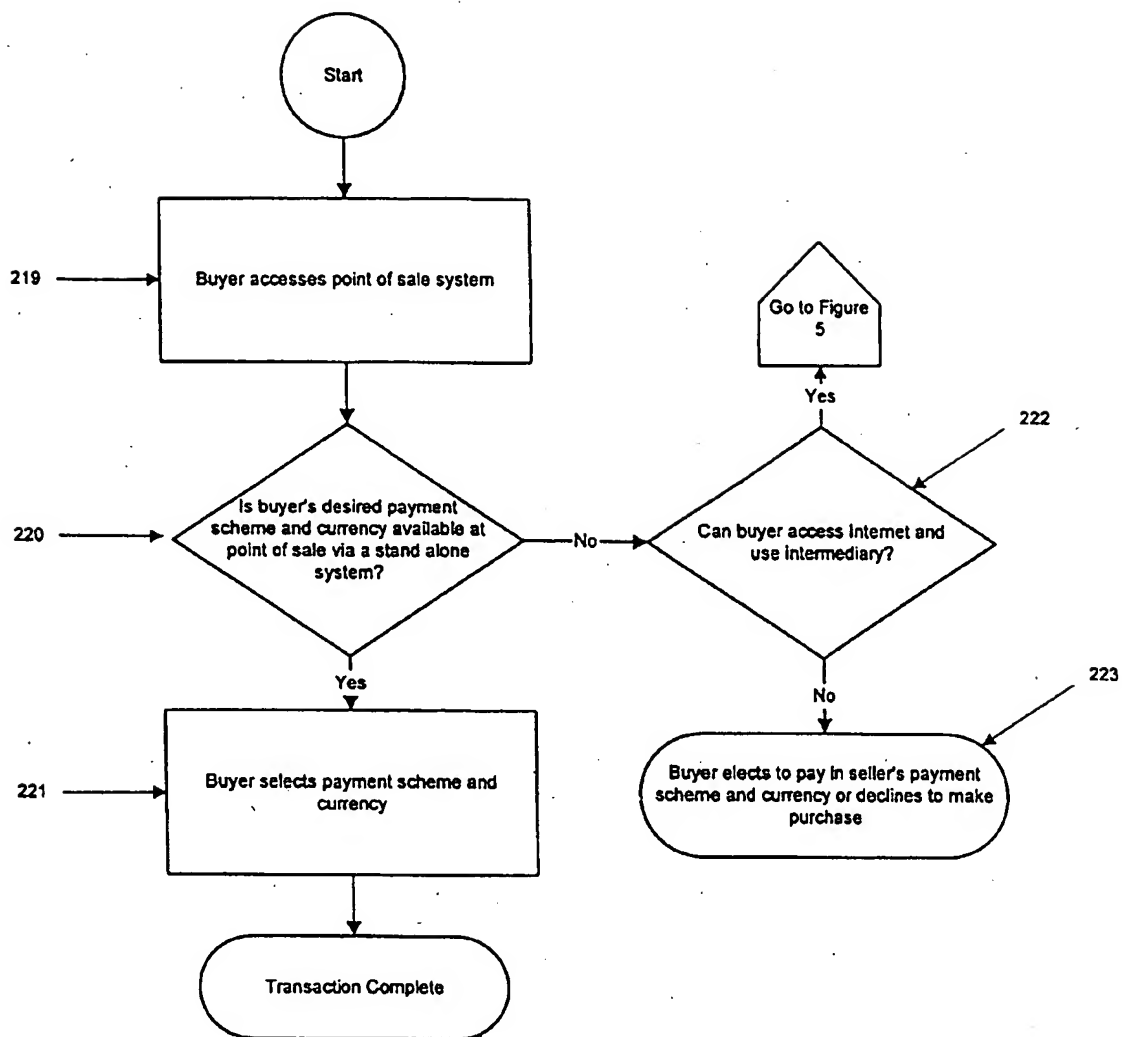 Start
219
Buyer accesses point of sale system
Go to Figure
5
Yes
222
220
Is buyer's desired payment
scheme and currency available at
point of sale via a stand alone
system?
No
Can buyer access Internet and
use intermediary?
Yes
No
223
221
Buyer selects payment scheme and
currency
Buyer elects to pay in seller's payment
scheme and currency or declines to make
purchase
Transaction Complete